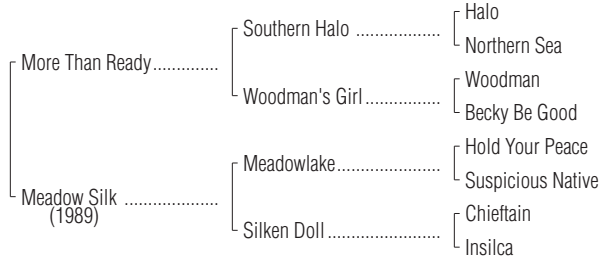 Halo
Southern Halo ..................
Northern Sea
More Than Ready..............
Woodman
Woodman's Girl................
Becky Be Good
Hold Your Peace
Meadowlake......................
Suspicious Native
Meadow Silk ....................
(1989)
Chieftain
Silken Doll ........................
Insilca